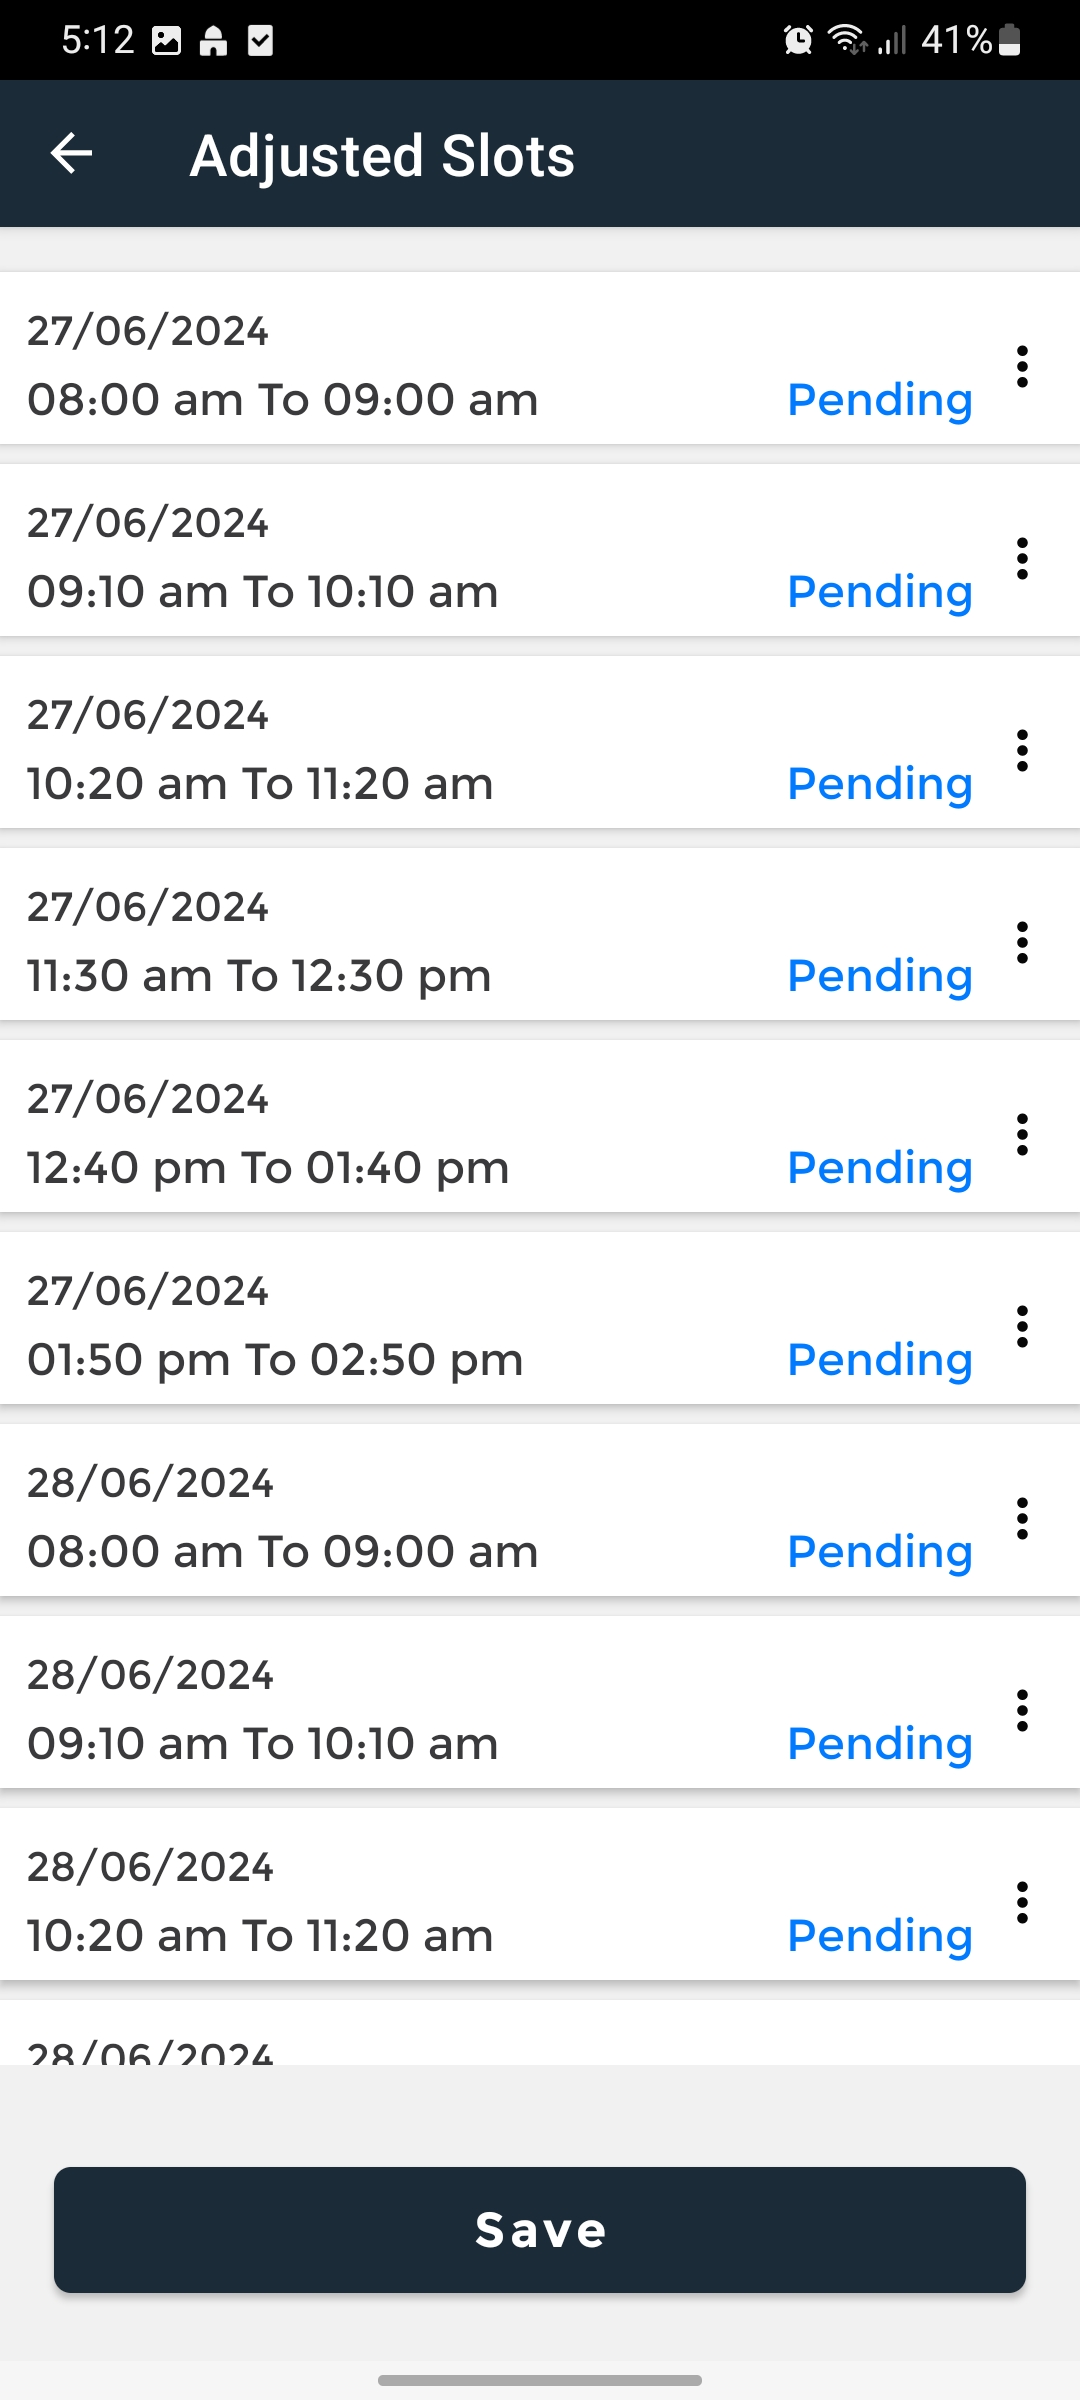 5:12
41%
Adjusted Slots
27/06/2024
08:00 am To 09:00 am Pending
27/06/2024
09:10 am To 10:10 am Pending
27/06/2024
10:20 am To 11:20 am Pending
27/06/2024
11:30 am To 12:30 pm Pending
27/06/2024
12:40 pm To 01:40 pm Pending
27/06/2024
01:50 pm To 02:50 pm Pending
28/06/2024
08:00 am To 09:00 am Pending
28/06/2024
09:10 am To 10:10 am Pending
28/06/2024
10:20 am To 11:20 am Pending
28/06/2024
Save